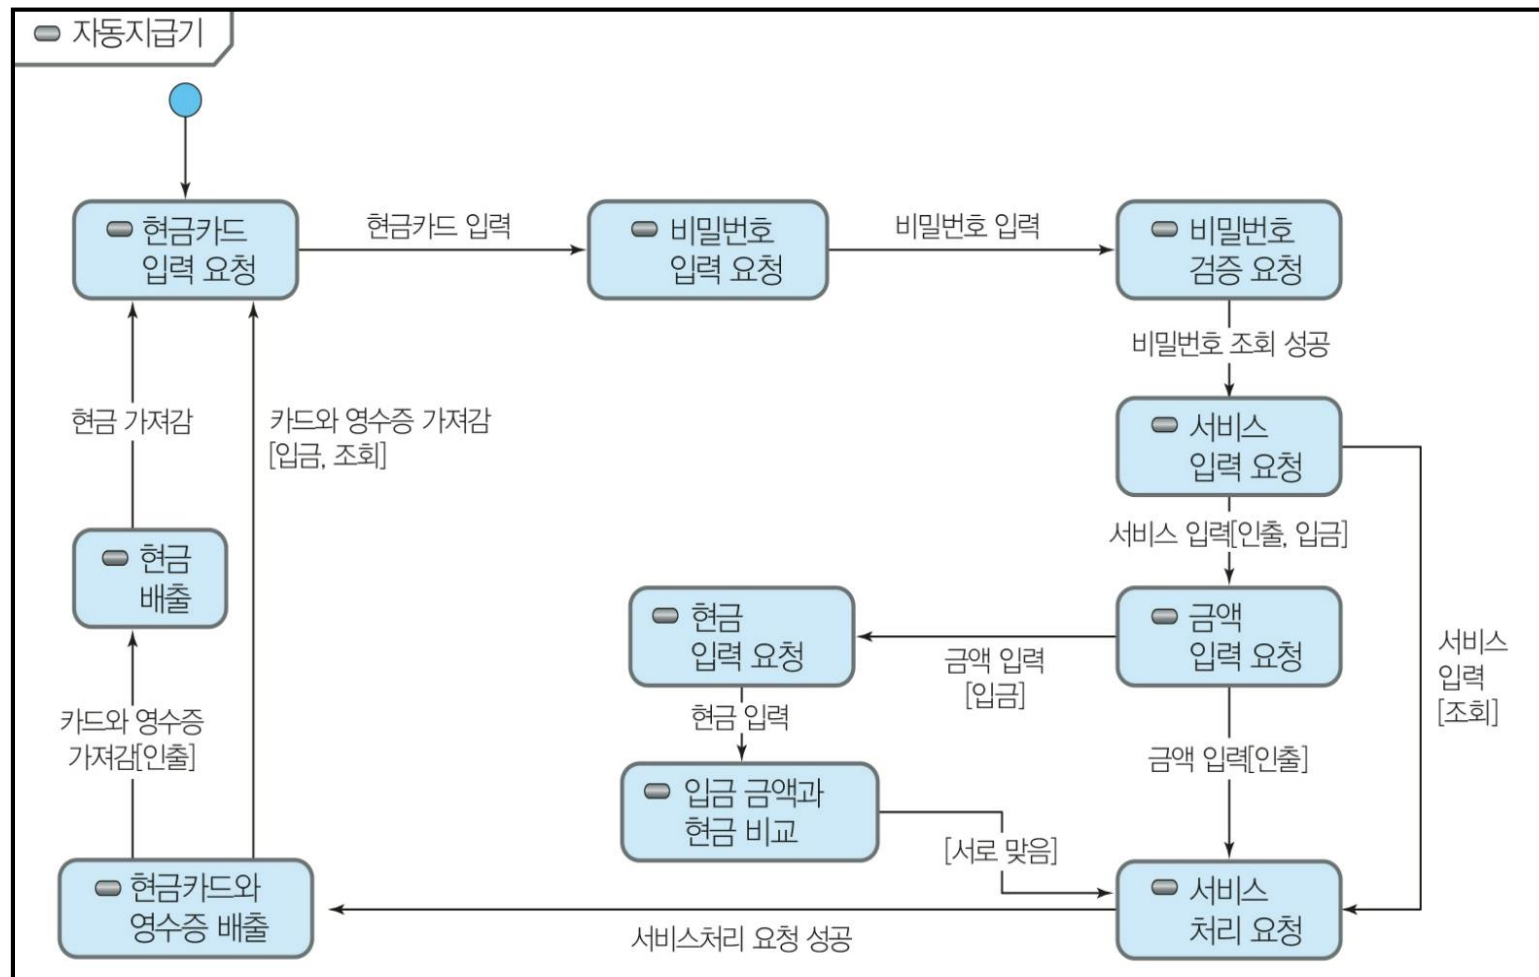 자동지급기
현금카드
입력 요청
현금카드 입력
비밀번호
입력 요청
비밀번호 입력
비밀번호
검증 요청
비밀번호 조회 성공
현금 가져감
카드와 영수증 가져감
[입금, 조회]
서비스
입력 요청
서비스 입력[인출, 입금]
현금
배출
현금
입력 요청
금액 입력
[입금]
금액
입력 요청
서비스
입력
[조회]
카드와 영수증
가져감[인출]
현금 입력
금액 입력[인출]
입금 금액과
현금 비교
[서로 맞음]
현금카드와
영수증 배출
서비스처리 요청 성공
서비스
처리 요청